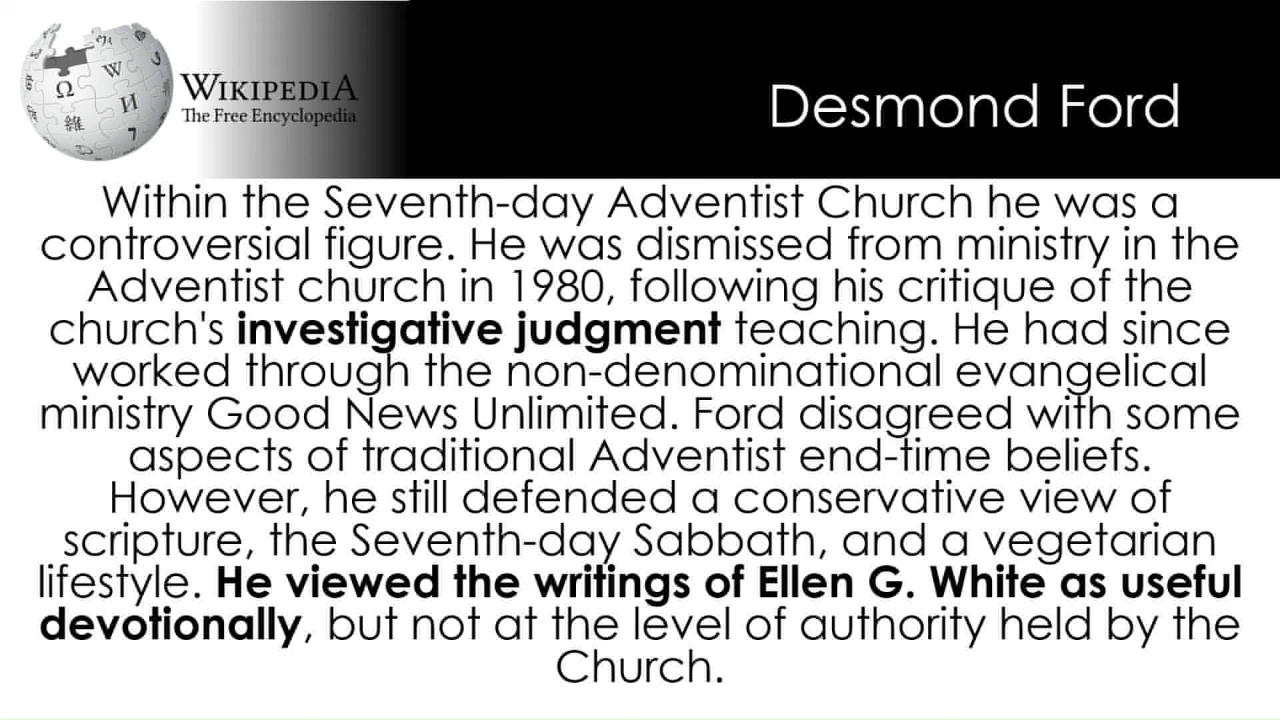 WIKIPEDIA
The Free Encyclopedia
Desmond Ford
Within the Seventh-day Adventist Church he was a
controversial figure. He was dismissed from ministry in the
Adventist church in 1980, following his critique of the
church's investigative judgment teaching. He had since
worked through the non-denominational evangelical
ministry Good News Unlimited. Ford disagreed with some
aspects of traditional Adventist end-time beliefs.
However, he still defended a conservative view of
scripture, the Seventh-day Sabbath, and a vegetarian
lifestyle. He viewed the writings of Ellen G. White as useful
devotionally, but not at the level of authority held by the
Church.